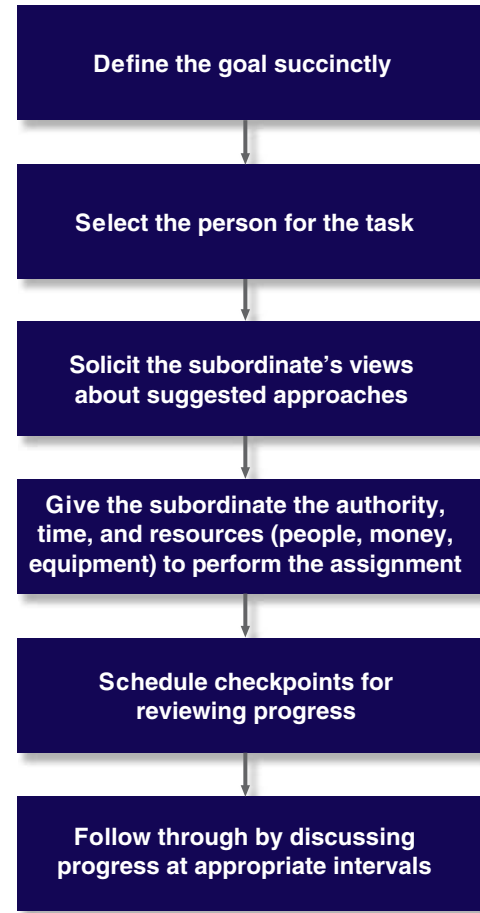 Define the goal succinctly
Select the person for the task
Solicit the subordinate’s views
about suggested approaches
Give the subordinate the authority,
time, and resources (people, money,
equipment) to perform the assignment
Schedule checkpoints for
reviewing progress
Follow through by discussing
progress at appropriate intervals